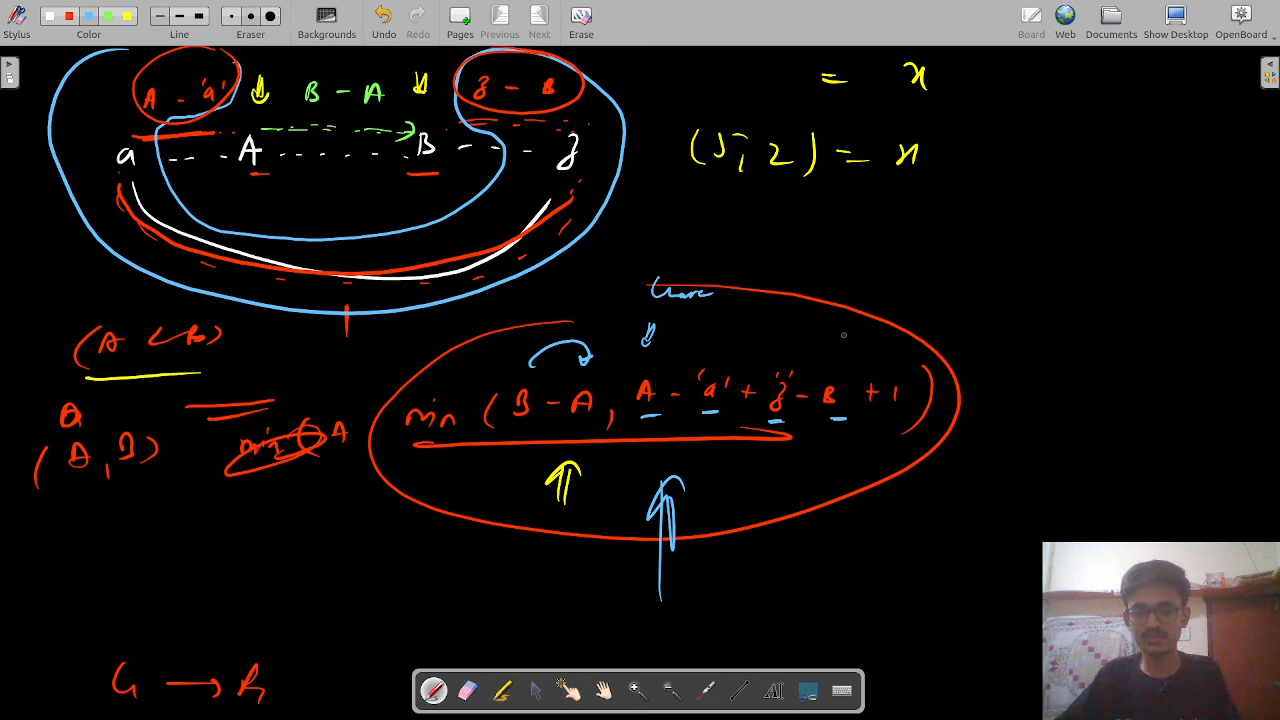 Stylus Color Line Eraser Backgrounds Undo Redo Pages Previous Next Erase Board Web Documents Show Desktop OpenBoard
A - 'a' B - A z - B
= x
a -- - A ...... B - - - z
( , 2 ) = x
(A < B)
min ( B - A, A - 'a' + 'z' - B + 1 )
(A, B) A
G → R